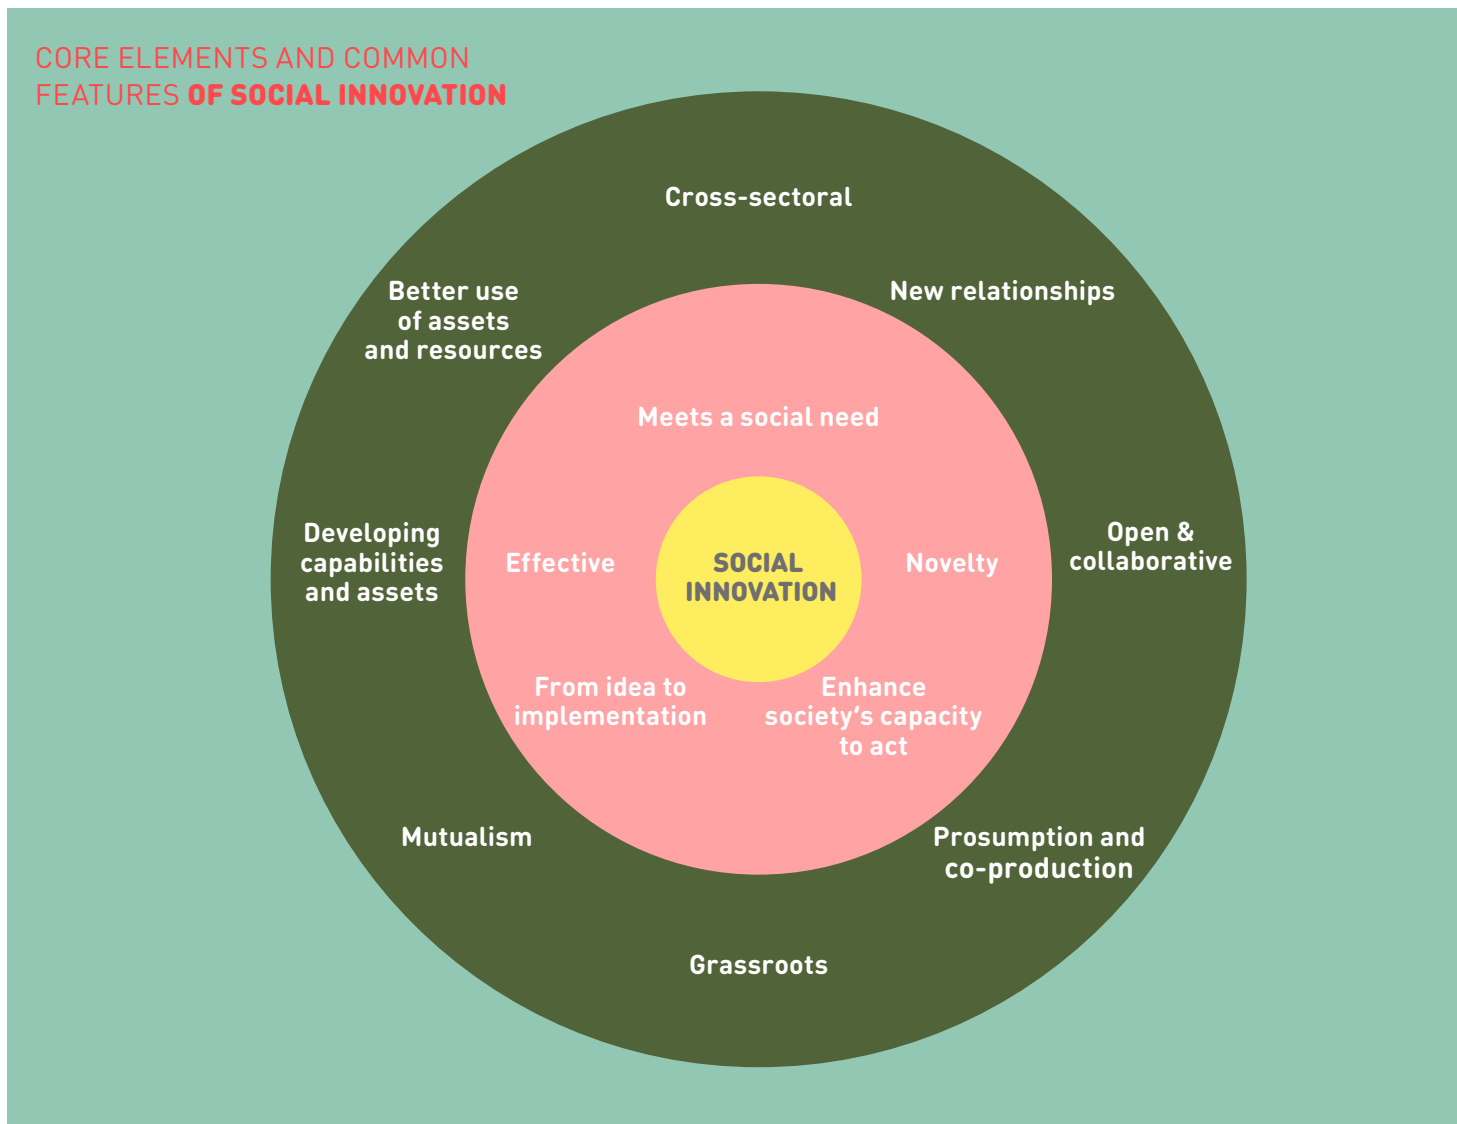 CORE ELEMENTS AND COMMON
FEATURES OF SOCIAL INNOVATION
Cross-sectoral
Better use
of assets
and resources
New relationships
Meets a social need
Developing
capabilities
and assets
Effective
SOCIAL
INNOVATION
Novelty
Open &
collaborative
From idea to
implementation
Enhance
society's capacity
to act
Mutualism
Prosumption and
co-production
Grassroots